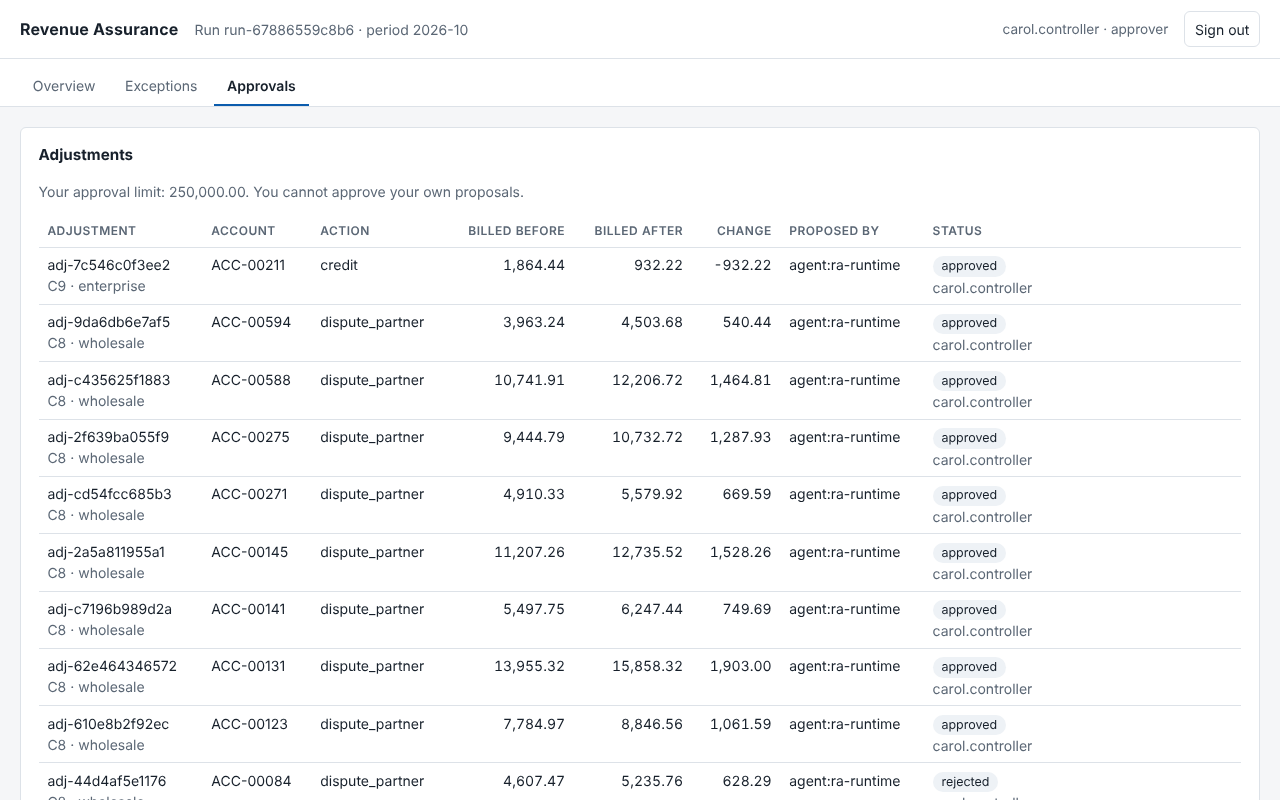 Revenue Assurance Run run-67886559c8b6 · period 2026-10 carol.controller · approver Sign out
Overview Exceptions Approvals
Adjustments
Your approval limit: 250,000.00. You cannot approve your own proposals.
ADJUSTMENT ACCOUNT ACTION BILLED BEFORE BILLED AFTER CHANGE PROPOSED BY STATUS
adj-7c546c0f3ee2 ACC-00211 credit 1,864.44 932.22 -932.22 agent:ra-runtime approved
C9 · enterprise carol.controller
adj-9da6db6e7af5 ACC-00594 dispute_partner 3,963.24 4,503.68 540.44 agent:ra-runtime approved
C8 · wholesale carol.controller
adj-c435625f1883 ACC-00588 dispute_partner 10,741.91 12,206.72 1,464.81 agent:ra-runtime approved
C8 · wholesale carol.controller
adj-2f639ba055f9 ACC-00275 dispute_partner 9,444.79 10,732.72 1,287.93 agent:ra-runtime approved
C8 · wholesale carol.controller
adj-cd54fcc685b3 ACC-00271 dispute_partner 4,910.33 5,579.92 669.59 agent:ra-runtime approved
C8 · wholesale carol.controller
adj-2a5a811955a1 ACC-00145 dispute_partner 11,207.26 12,735.52 1,528.26 agent:ra-runtime approved
C8 · wholesale carol.controller
adj-c7196b989d2a ACC-00141 dispute_partner 5,497.75 6,247.44 749.69 agent:ra-runtime approved
C8 · wholesale carol.controller
adj-62e464346572 ACC-00131 dispute_partner 13,955.32 15,858.32 1,903.00 agent:ra-runtime approved
C8 · wholesale carol.controller
adj-610e8b2f92ec ACC-00123 dispute_partner 7,784.97 8,846.56 1,061.59 agent:ra-runtime approved
C8 · wholesale carol.controller
adj-44d4af5e1176 ACC-00084 dispute_partner 4,607.47 5,235.76 628.29 agent:ra-runtime rejected